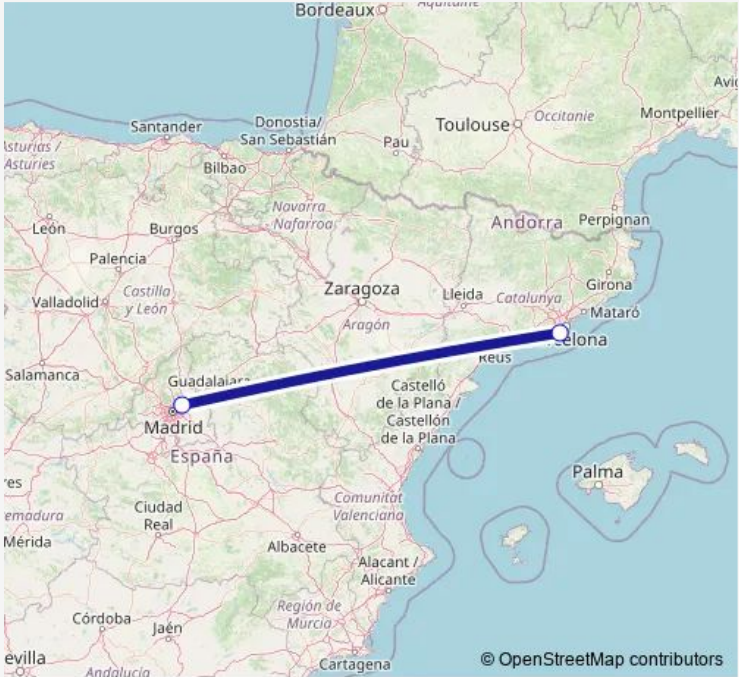 Bordeaux
Aquitaine
Toulouse
Occitanie
Montpellier
Santander
Donostia/
San Sebastián
Pau
Asturias /
Asturies
Bilbao
Navarra
Nafarroa
Andorra
Perpignan
León
Burgos
Palencia
Zaragoza
Lleida
Catalunya
Girona
Valladolid
Castilla
y León
Aragón
Mataró
celona
Reus
Salamanca
Guadalajara
Castelló
de la Plana /
Castellón
de la Plana
Madrid
España
Palma
Comunitat
Valenciana
Ciudad
Real
Mérida
Albacete
Alacant /
Alicante
Región de
Murcia
Córdoba
Jaén
evilla
Andalucía
Cartagena
© OpenStreetMap contributors